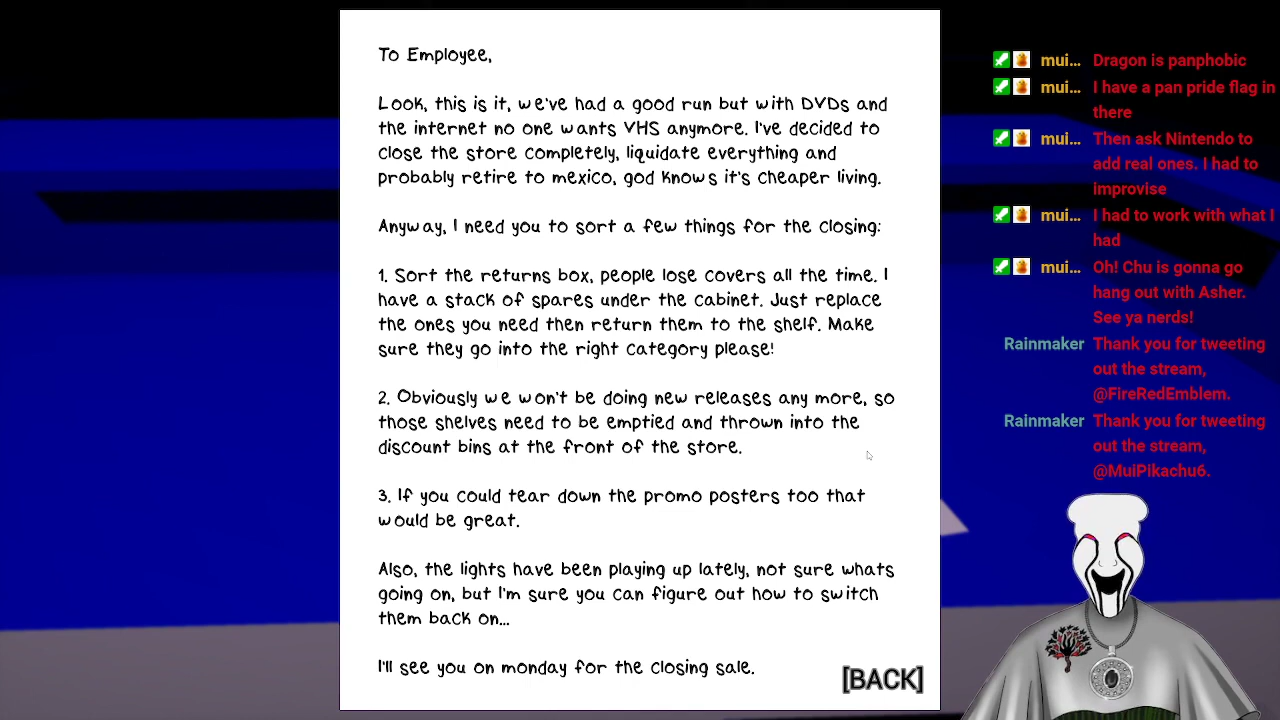 To Employee,
Look, this is it, we've had a good run but with DVDs and
the internet no one wants VHS anymore. I've decided to
close the store completely, liquidate everything and
probably retire to mexico, god knows it's cheaper living.
Anyway, I need you to sort a few things for the closing:
1. Sort the returns box, people lose covers all the time. I
have a stack of spares under the cabinet. Just replace
the ones you need then return them to the shelf. Make
sure they go into the right category please!
2. Obviously we won't be doing new releases any more, so
those shelves need to be emptied and thrown into the
discount bins at the front of the store.
3. If you could tear down the promo posters too that
would be great.
Also, the lights have been playing up lately, not sure whats
going on, but I'm sure you can figure out how to switch
them back on...
I'll see you on monday for the closing sale.
[BACK]
mui... Dragon is panphobic
mui... I have a pan pride flag in
there
mui... Then ask Nintendo to
add real ones. I had to
improvise
mui... I had to work with what I
had
mui... Oh! Chu is gonna go
hang out with Asher.
See ya nerds!
Rainmaker Thank you for tweeting
out the stream,
@FireRedEmblem.
Rainmaker Thank you for tweeting
out the stream,
@MuiPikachu6.